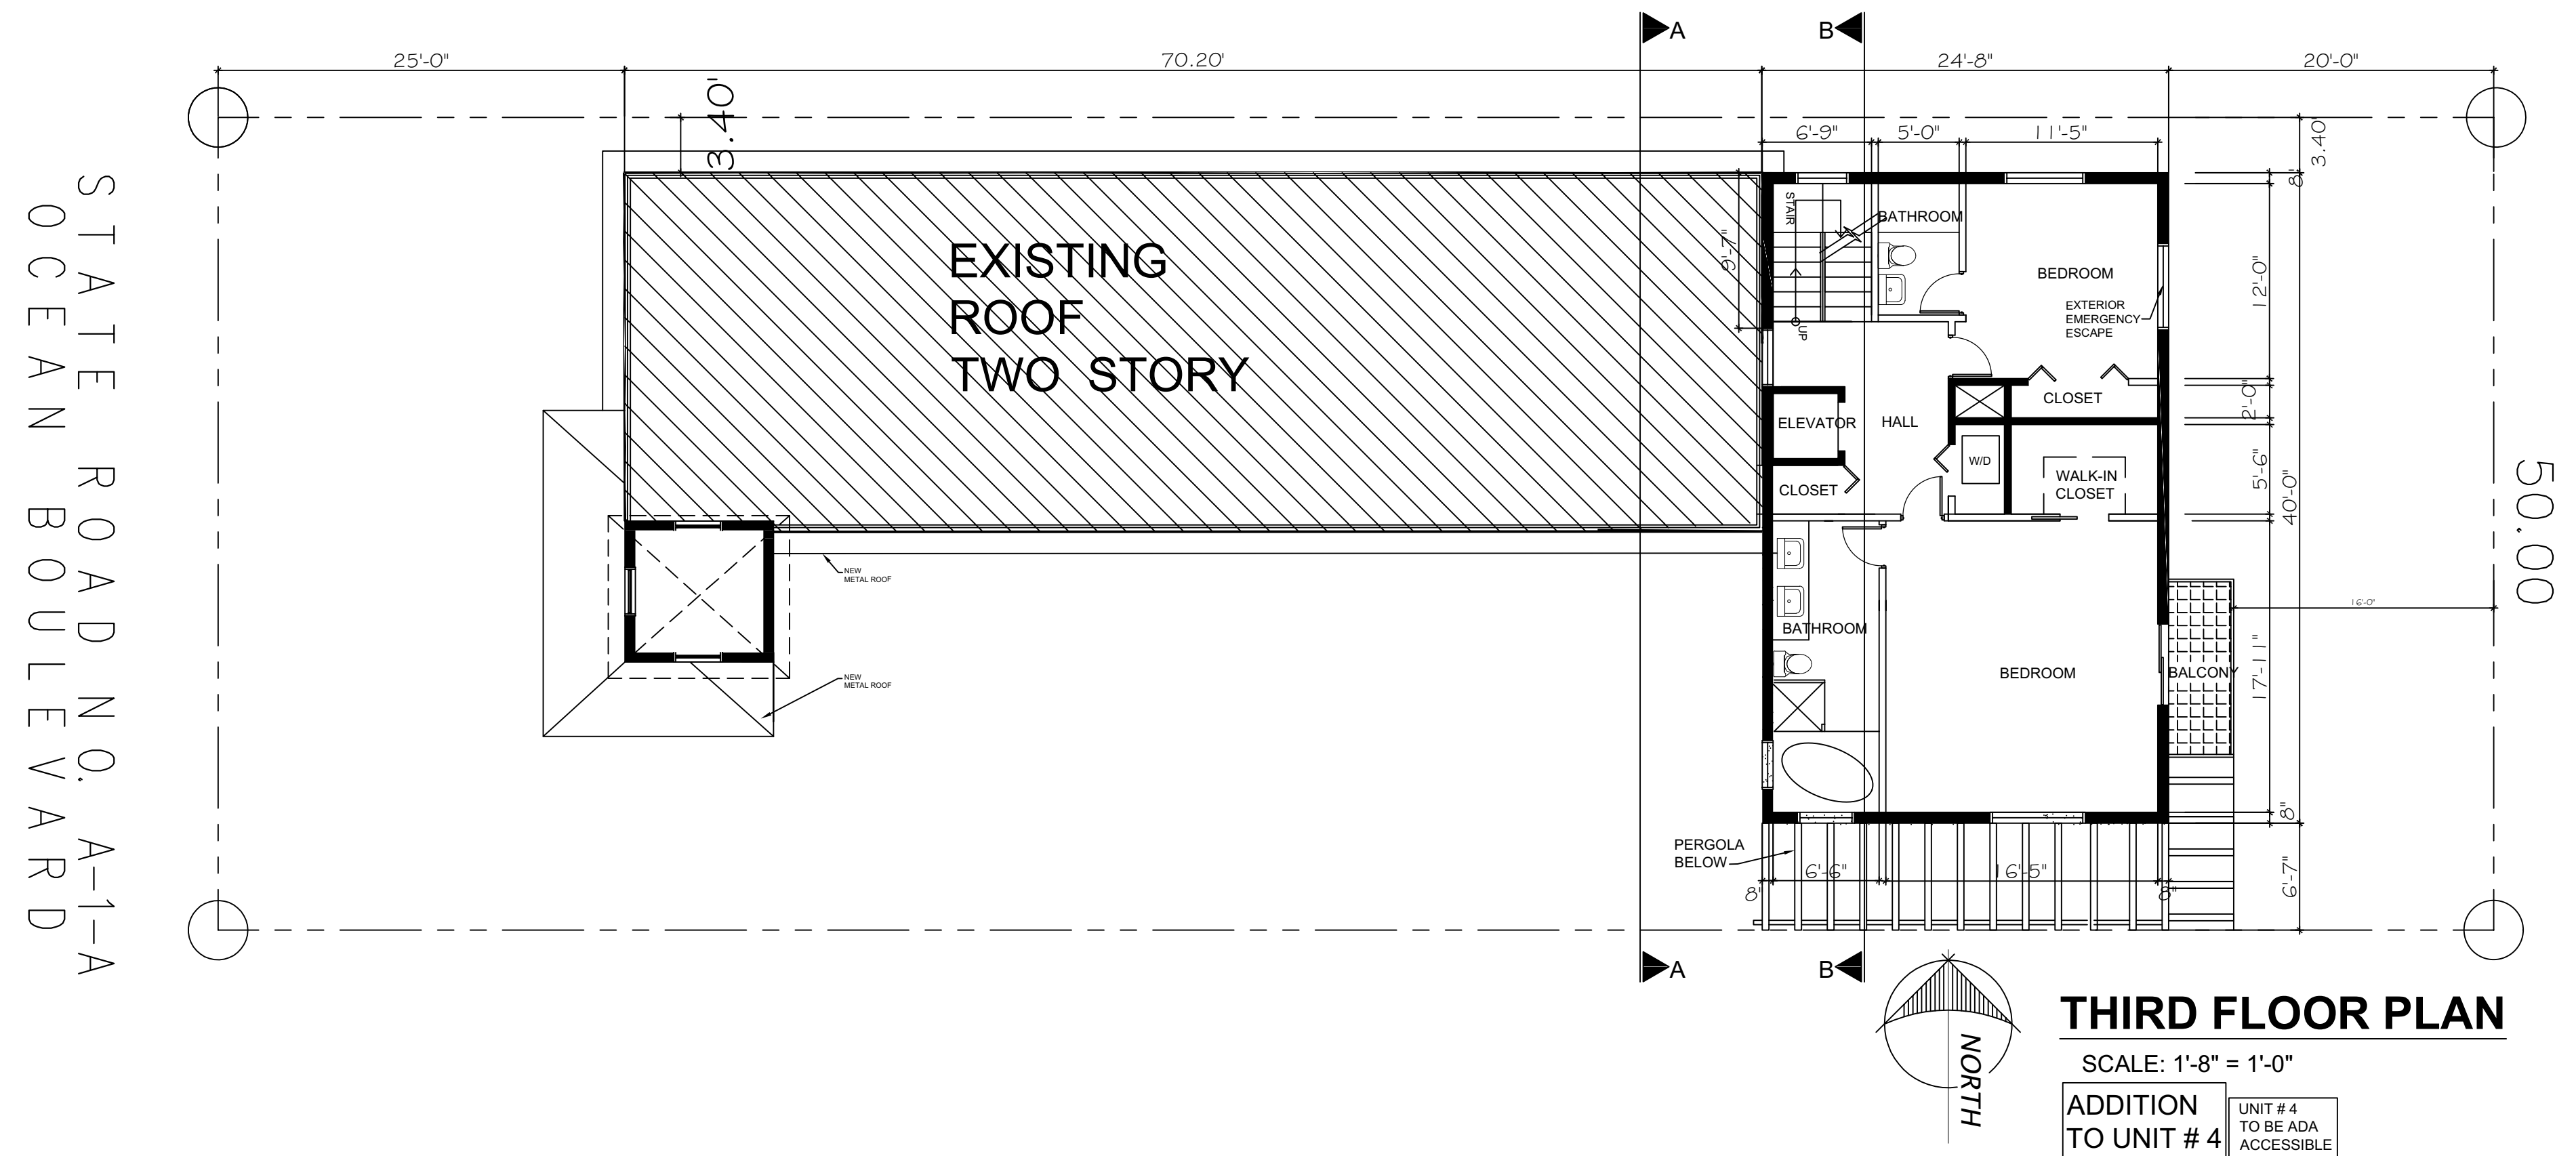 A
B
25'-0"
70.20'
24'-8"
20'-0"
3.40'
6'-9"
5'-0"
11'-5"
3.40'
8"
STATE ROAD NO. A-1-A
OCEAN BOULEVARD
EXISTING
ROOF
TWO STORY
STAIR
BATHROOM
9'-7"
UP
BEDROOM
EXTERIOR
EMERGENCY
ESCAPE
12'-0"
CLOSET
2'-0"
ELEVATOR
HALL
W/D
WALK-IN
CLOSET
CLOSET
5'-6"
40'-0"
50.00
NEW
METAL ROOF
16'-0"
BATHROOM
BEDROOM
BALCONY
17'-11"
NEW
METAL ROOF
8"
PERGOLA
BELOW
8"
6'-6"
16'-5"
8"
6'-7"
A
B
NORTH
THIRD FLOOR PLAN
SCALE: 1'-8" = 1'-0"
ADDITION
TO UNIT # 4
UNIT # 4
TO BE ADA
ACCESSIBLE